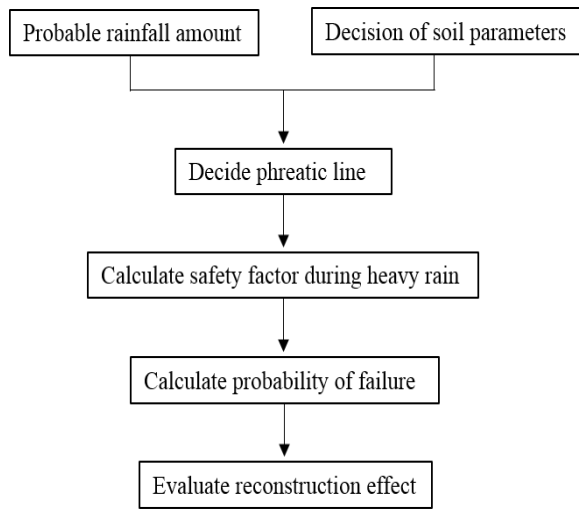 Probable rainfall amount
Decision of soil parameters
Decide phreatic line
Calculate safety factor during heavy rain
Calculate probability of failure
Evaluate reconstruction effect